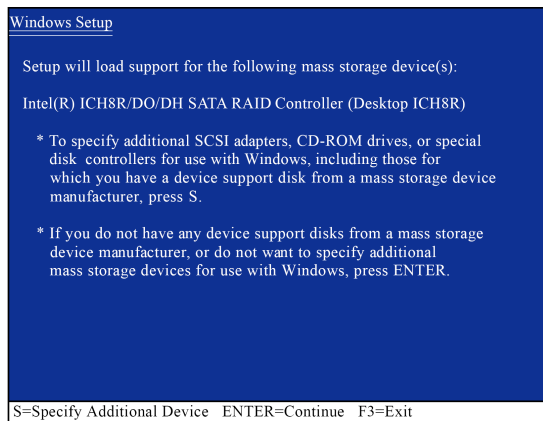 Windows Setup
Setup will load support for the following mass storage device(s):
Intel(R) ICH8R/DO/DH SATA RAID Controller (Desktop ICH8R)
* To specify additional SCSI adapters, CD-ROM drives, or special
disk controllers for use with Windows, including those for
which you have a device support disk from a mass storage device
manufacturer, press S.
* If you do not have any device support disks from a mass storage
device manufacturer, or do not want to specify additional
mass storage devices for use with Windows, press ENTER.
S=Specify Additional Device ENTER=Continue F3=Exit